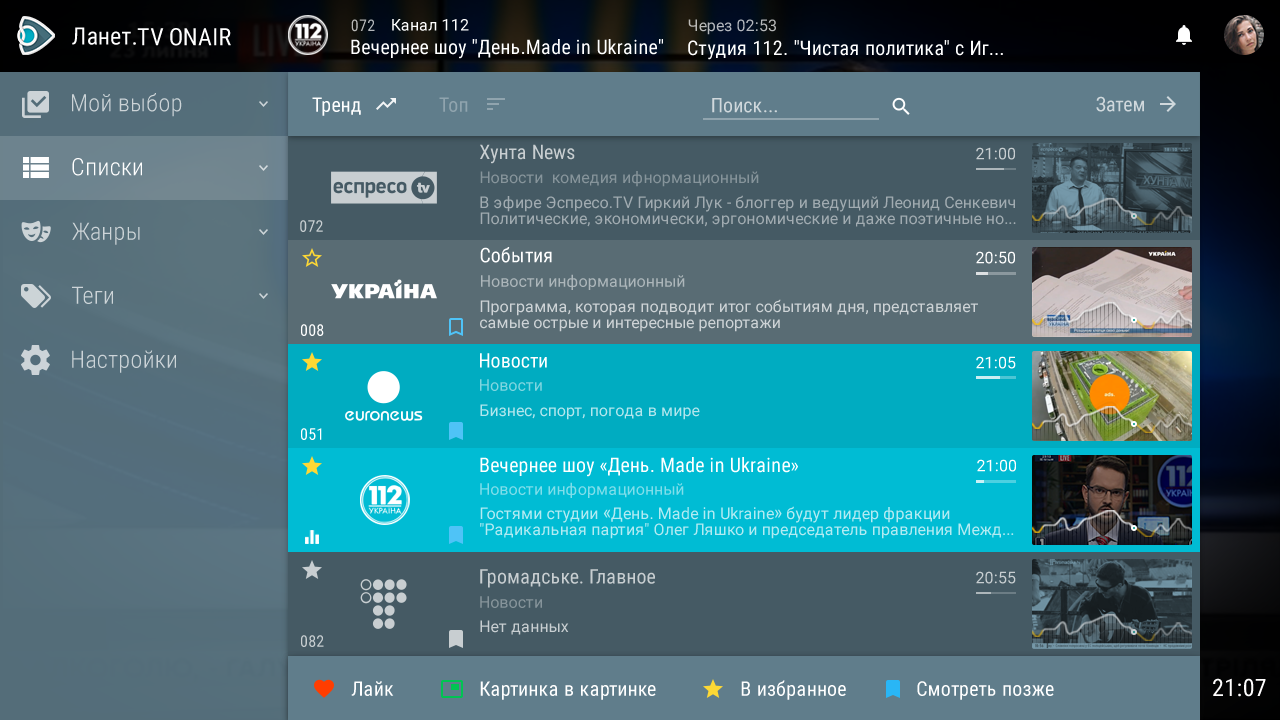 Ланет.TV ONAIR
112 УКРАЇНА
072 Канал 112
Вечернее шоу "День.Made in Ukraine"
Через 02:53
Студия 112. "Чистая политика" с Иг...
Мой выбор
Списки
Жанры
Теги
Настройки
Тренд
Топ
Поиск...
Затем
еспресо tv
072
Хунта News
21:00
Новости комедия ифнормационный
В эфире Эспресо.TV Гиркий Лук - блоггер и ведущий Леонид Сенкевич
Политические, экономически, эргономические и даже поэтичные но...
ХУНТА
УКРАЇНА
008
События
20:50
Новости информационный
Программа, которая подводит итог событиям дня, представляет
самые острые и интересные репортажи
УКРАЇНА
euronews
051
Новости
21:05
Новости
Бизнес, спорт, погода в мире
112 УКРАЇНА
Вечернее шоу «День. Made in Ukraine»
21:00
Новости информационный
Гостями студии «День. Made in Ukraine» будут лидер фракции
"Радикальная партия" Олег Ляшко и председатель правления Межд...
082
Громадське. Главное
20:55
Новости
Нет данных
Лайк
Картинка в картинке
В избранное
Смотреть позже
21:07